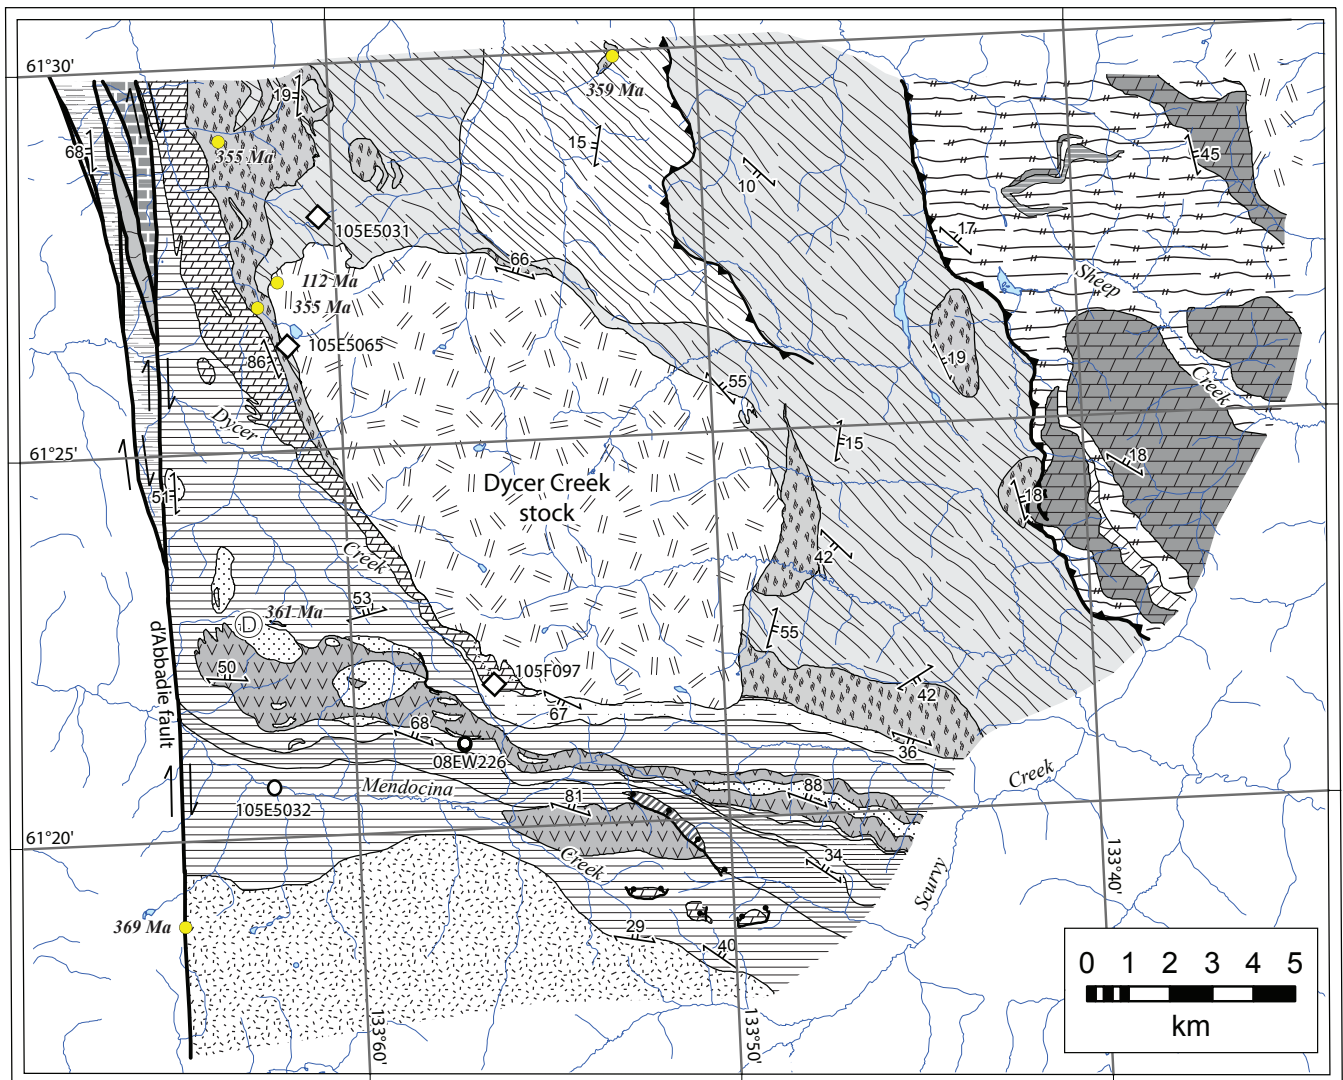 61°30'
359 Ma
19
68
355 Ma
15
10
45
105E5031
17
66
112 Ma
Sheep
355 Ma
105E5065
86
19
55
Creek
Dycer
15
61°25'
18
Dycer Creek
stock
51
18
Creek
42
53
361 Ma
D
d'Abbadie fault
55
50
105F097
42
67
68
36
08EW226
Creek
Mendocina
88
81
105E5032
61°20'
34
Creek
133°40'
Scurvy
369 Ma
29
40
0 1 2 3 4 5
km
133°60'
133°50'